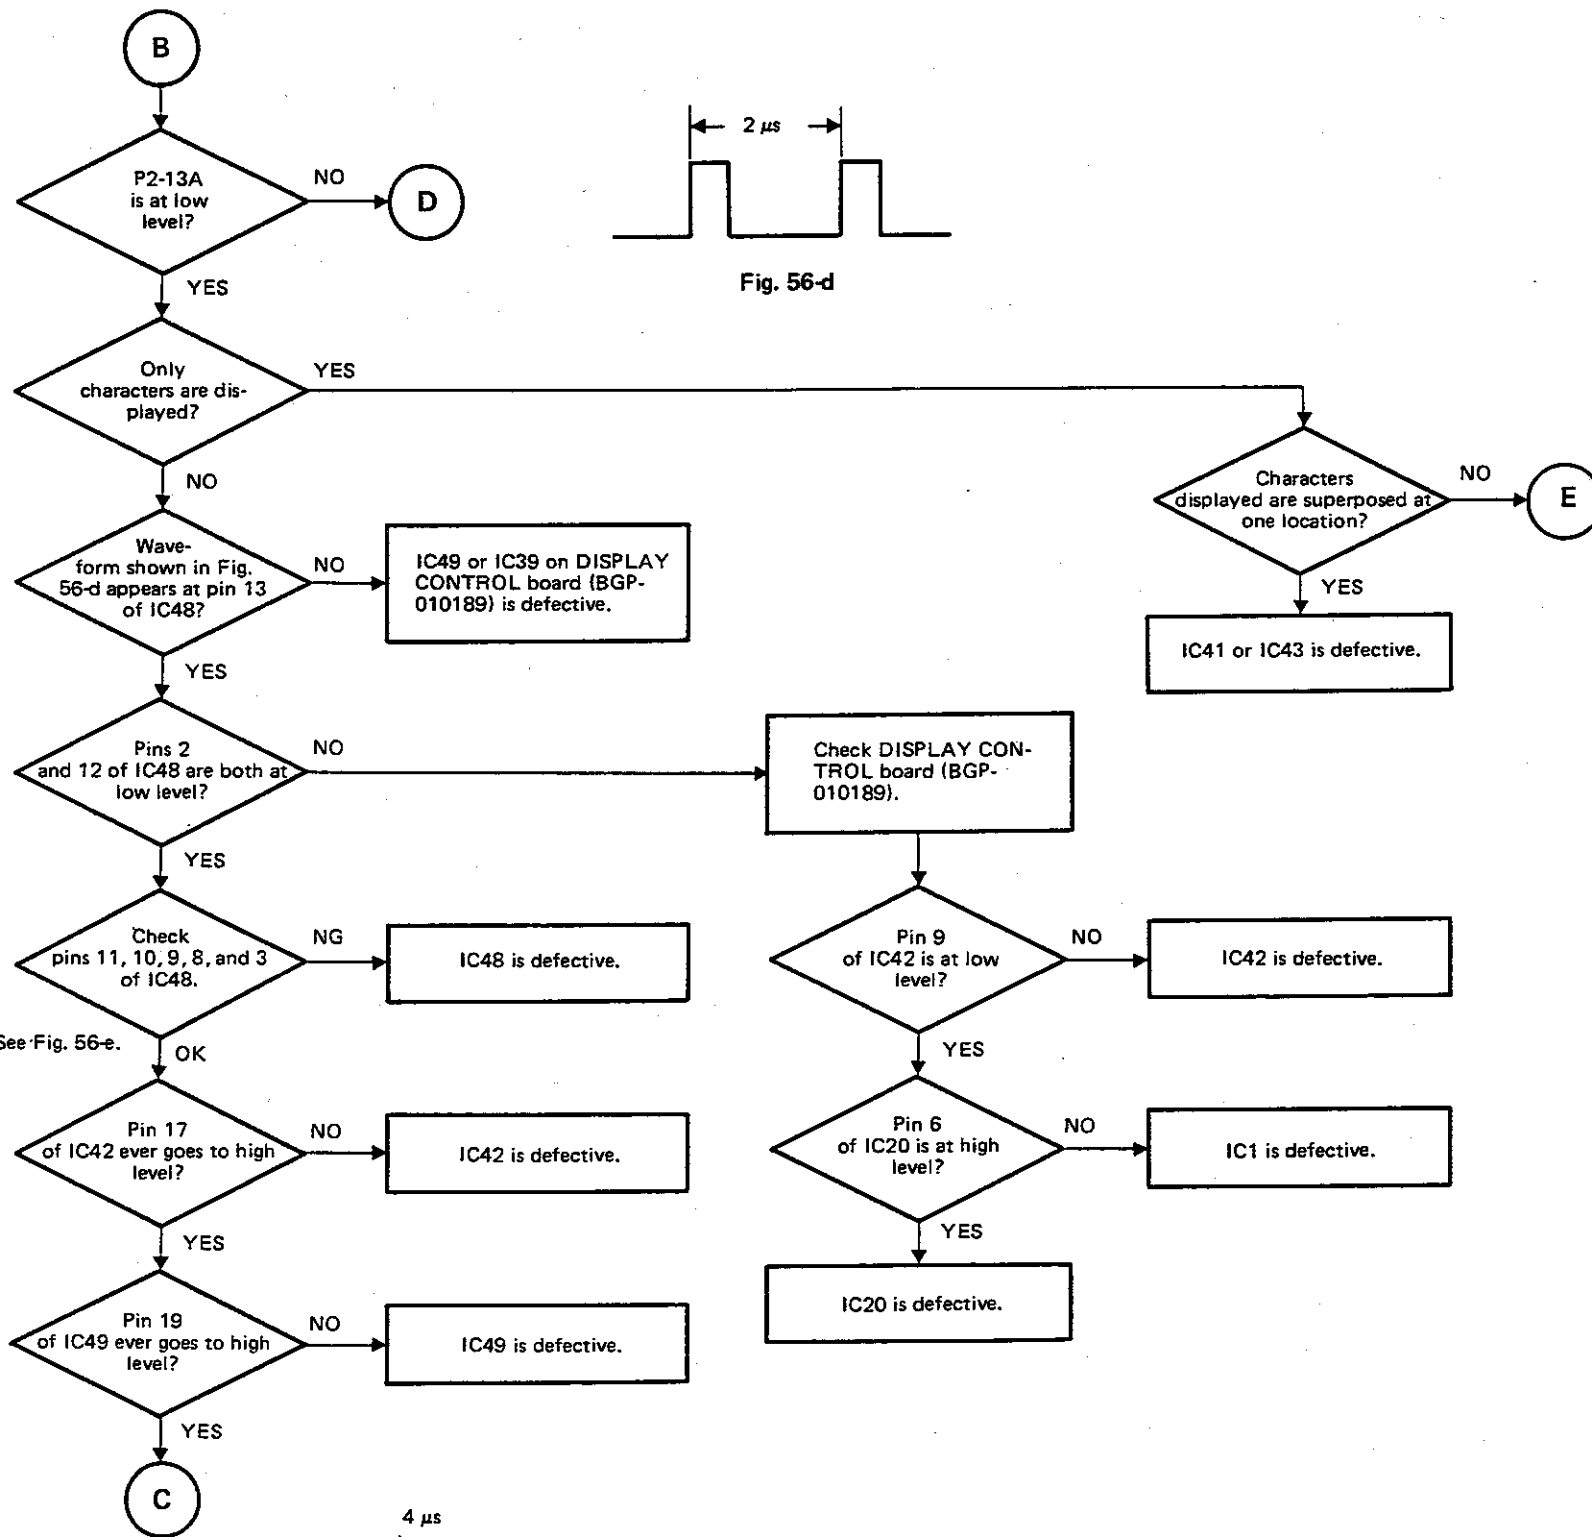 B
P2-13A
is at low
level?
NO
D
YES
2 μs
Fig. 56-d
Only
characters are dis-
played?
YES
NO
Characters
displayed are superposed at
one location?
NO
E
YES
IC41 or IC43 is defective.
Wave-
form shown in Fig.
56-d appears at pin 13
of IC48?
NO
IC49 or IC39 on DISPLAY
CONTROL board (BGP-
010189) is defective.
YES
Pins 2
and 12 of IC48 are both at
low level?
NO
Check DISPLAY CON-
TROL board (BGP-
010189).
YES
Check
pins 11, 10, 9, 8, and 3
of IC48.
NG
IC48 is defective.
See Fig. 56-e.
OK
Pin 9
of IC42 is at low
level?
NO
IC42 is defective.
YES
Pin 17
of IC42 ever goes to high
level?
NO
IC42 is defective.
YES
Pin 6
of IC20 is at high
level?
NO
IC1 is defective.
YES
IC20 is defective.
Pin 19
of IC49 ever goes to high
level?
NO
IC49 is defective.
YES
C
4 μs